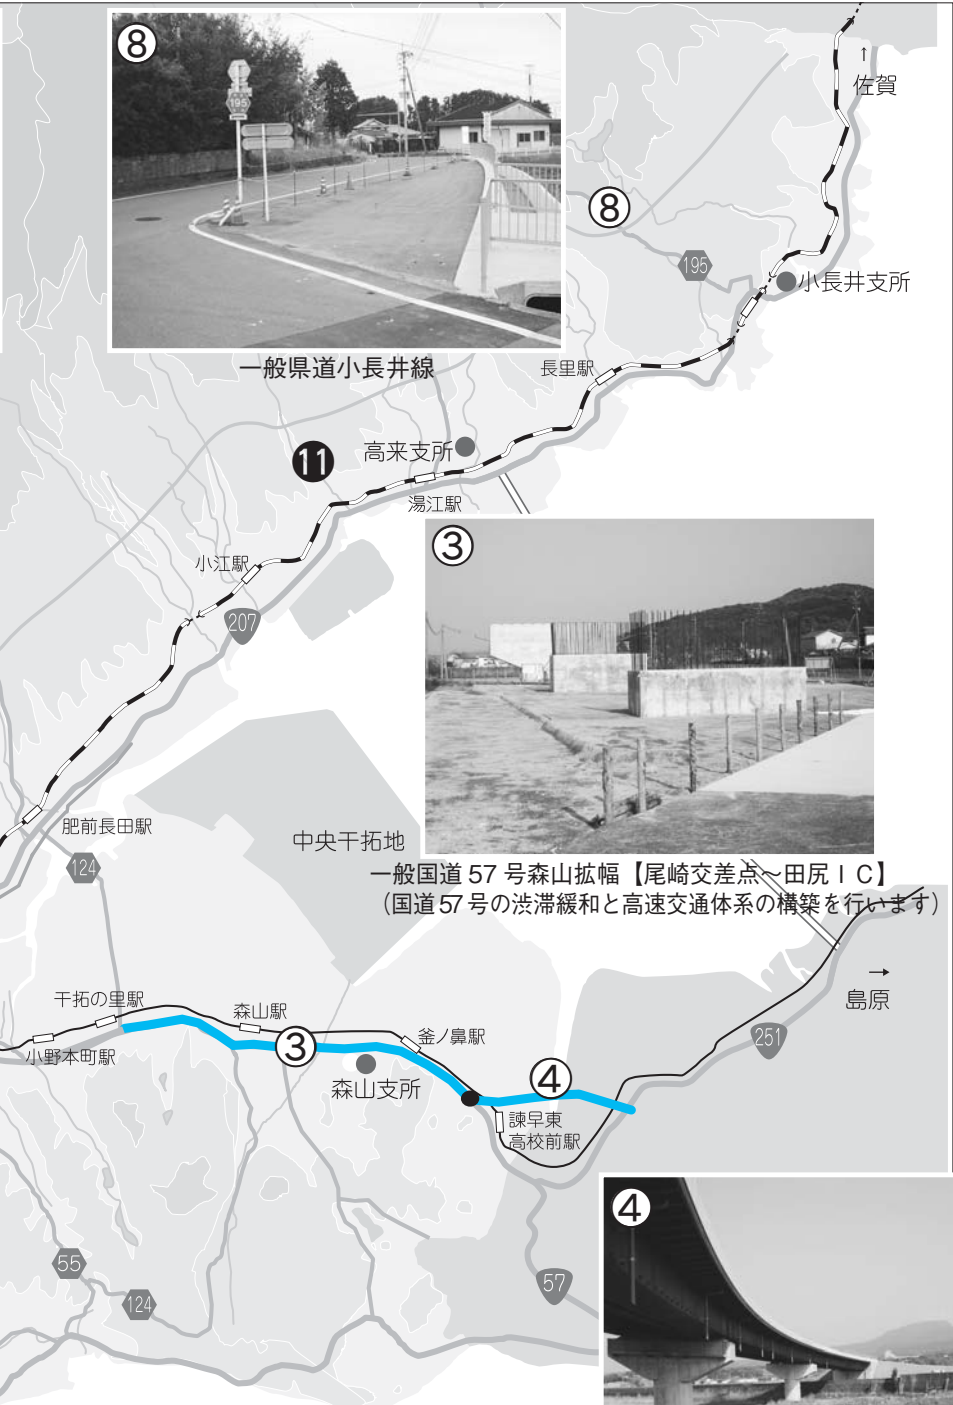 ⑧
195
↑
佐賀
⑧
195
小長井支所
一般県道小長井線
長里駅
⓫
高来支所
湯江駅
③
小江駅
207
肥前長田駅
中央干拓地
124
一般国道57号森山拡幅【尾崎交差点~田尻IC】
(国道57号の渋滞緩和と高速交通体系の構築を行います)
→
島原
干拓の里駅
森山駅
251
小野本町駅
③
釜ノ鼻駅
森山支所
④
諫早東
高校前駅
④
55
57
124